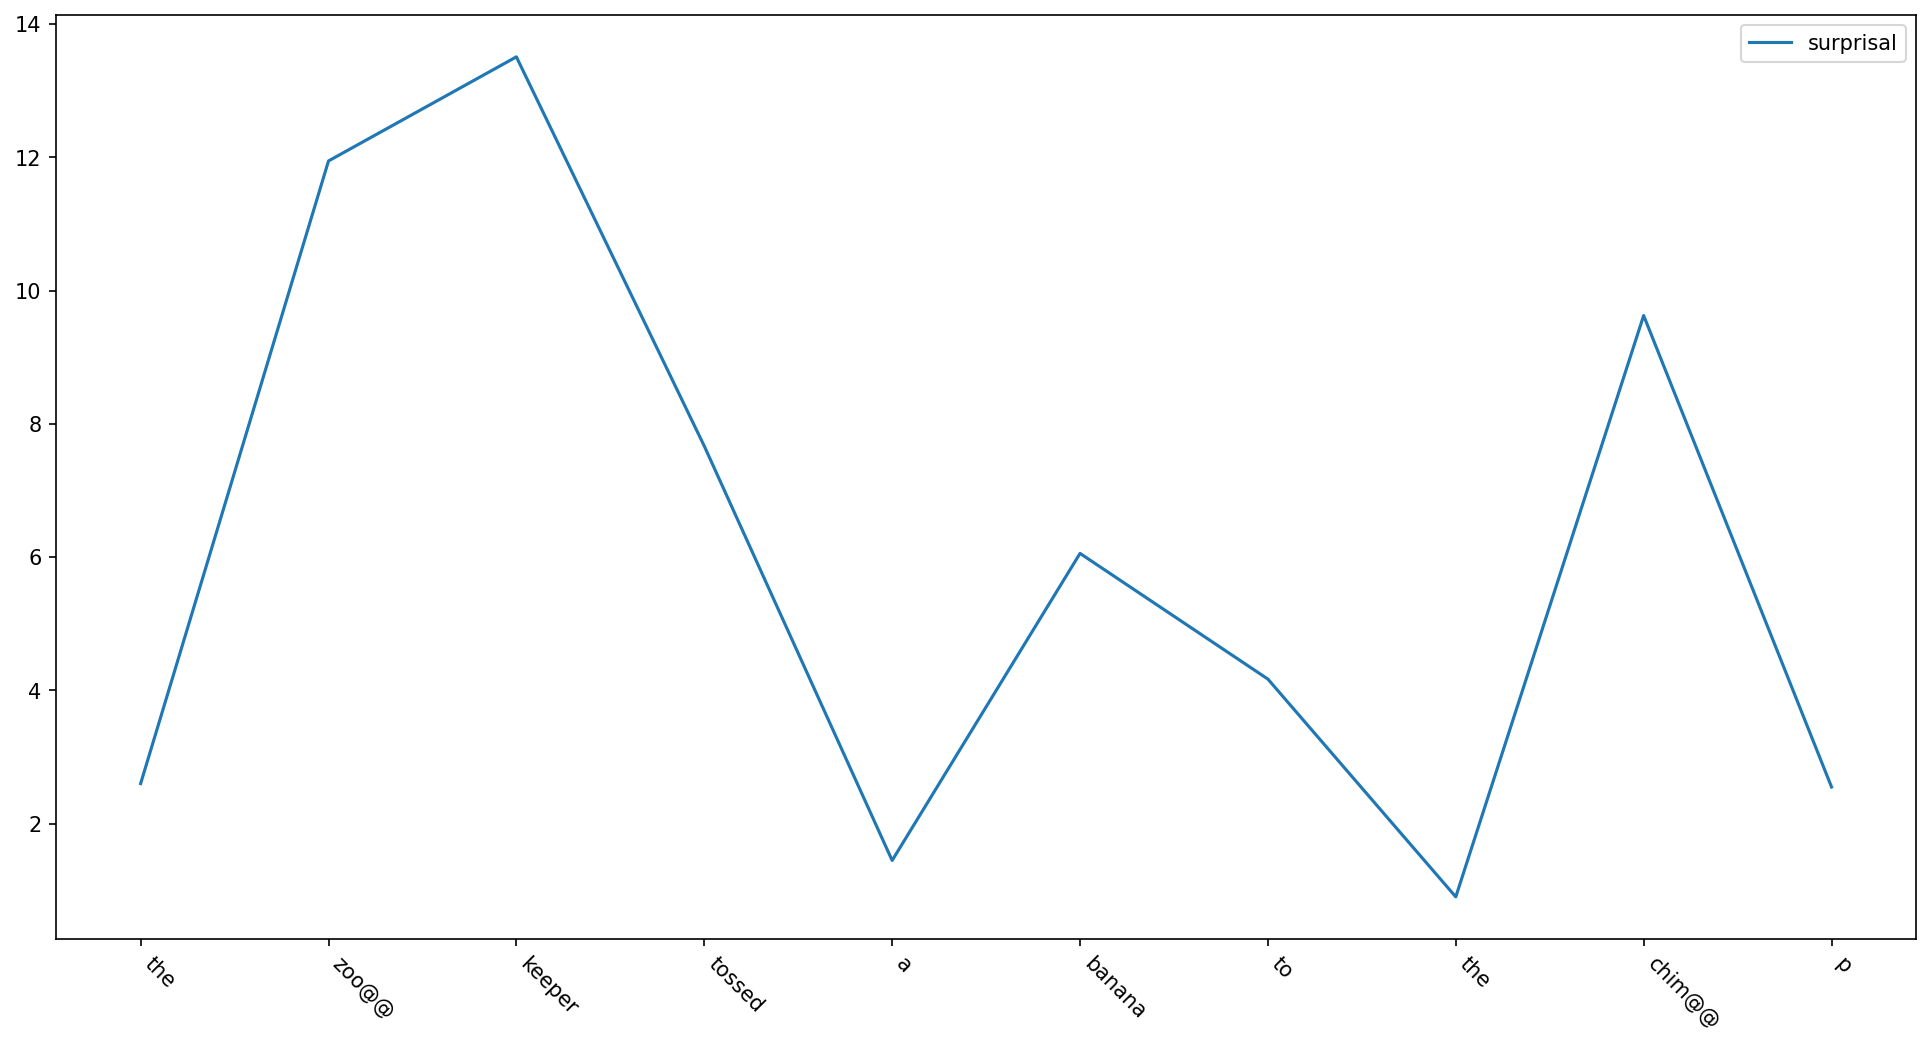 surprisal
14
12
10
8
6
4
2
the
zoo@@
keeper
tossed
a
banana
to
the
chim@@
p